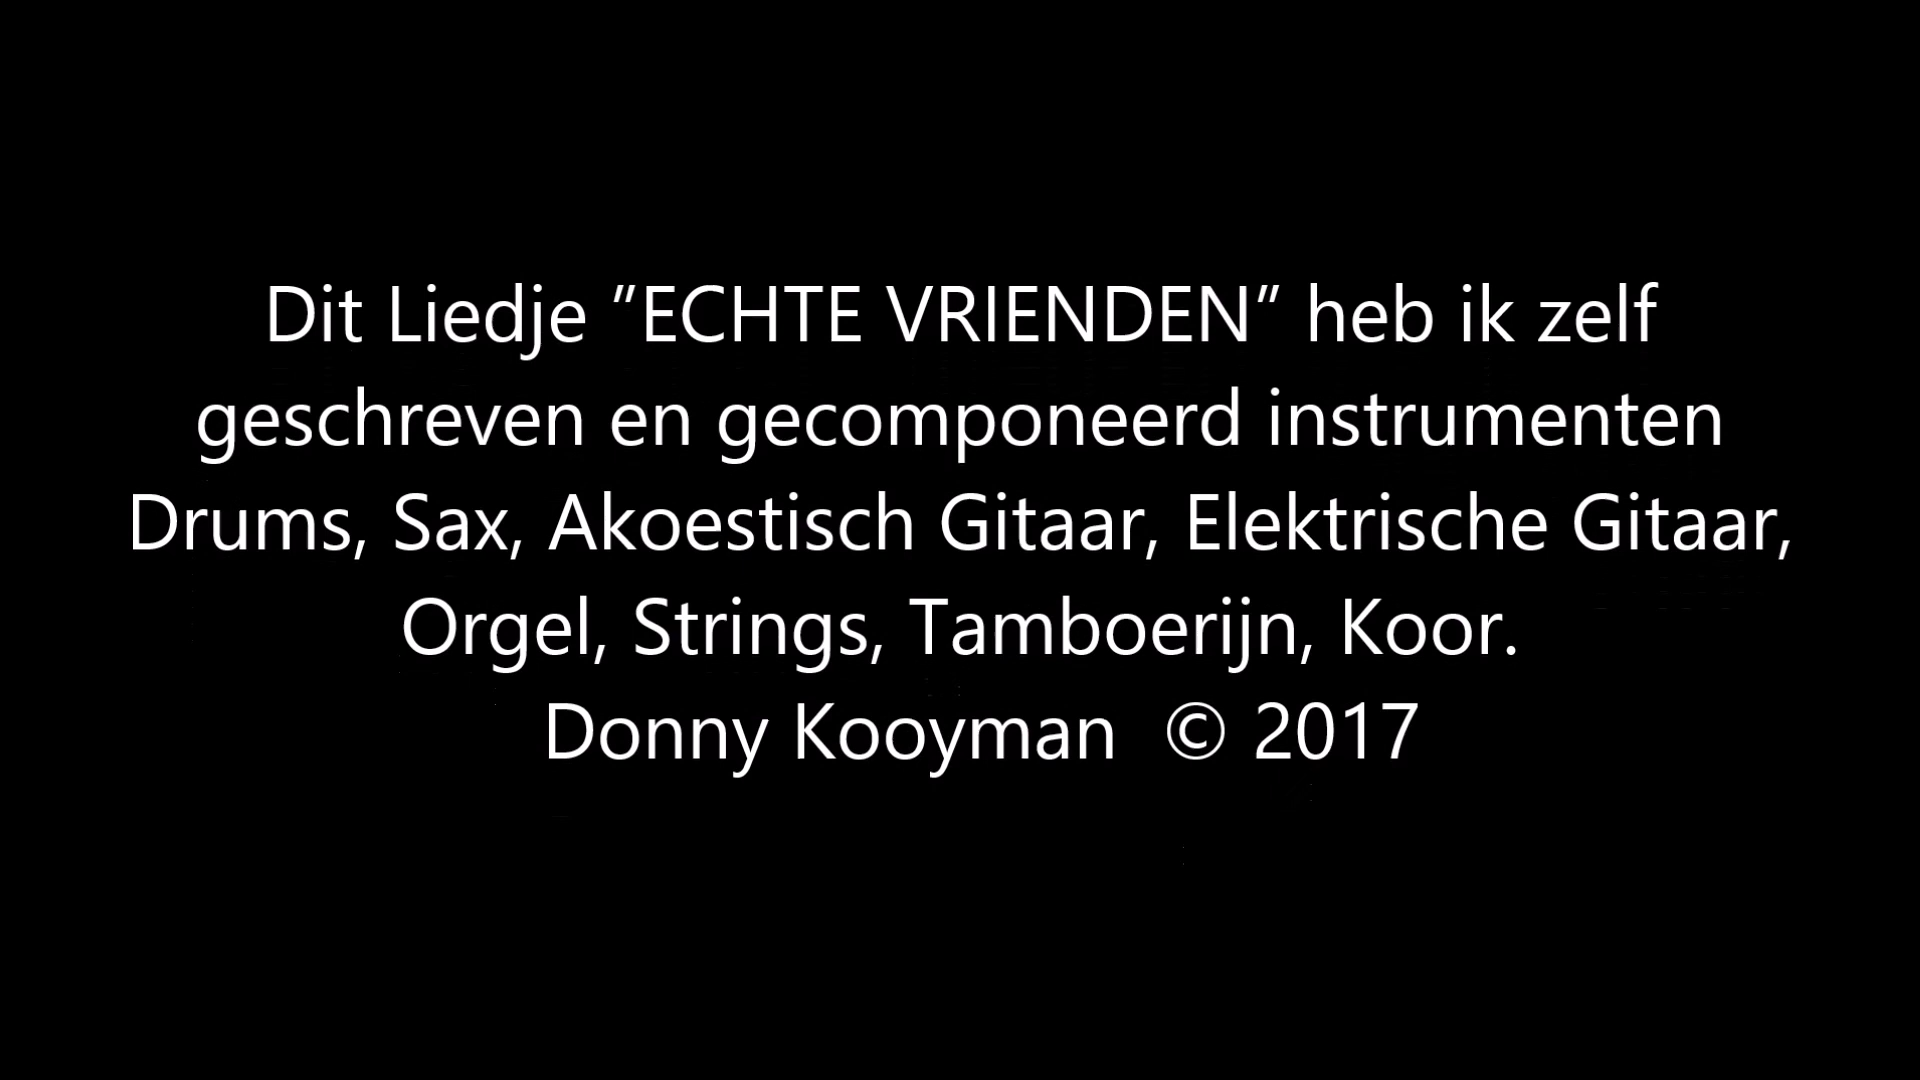 Dit Liedje "ECHTE VRIENDEN" heb ik zelf
geschreven en gecomponeerd instrumenten
Drums, Sax, Akoestisch Gitaar, Elektrische Gitaar,
Orgel, Strings, Tamboerijn, Koor.
Donny Kooyman © 2017